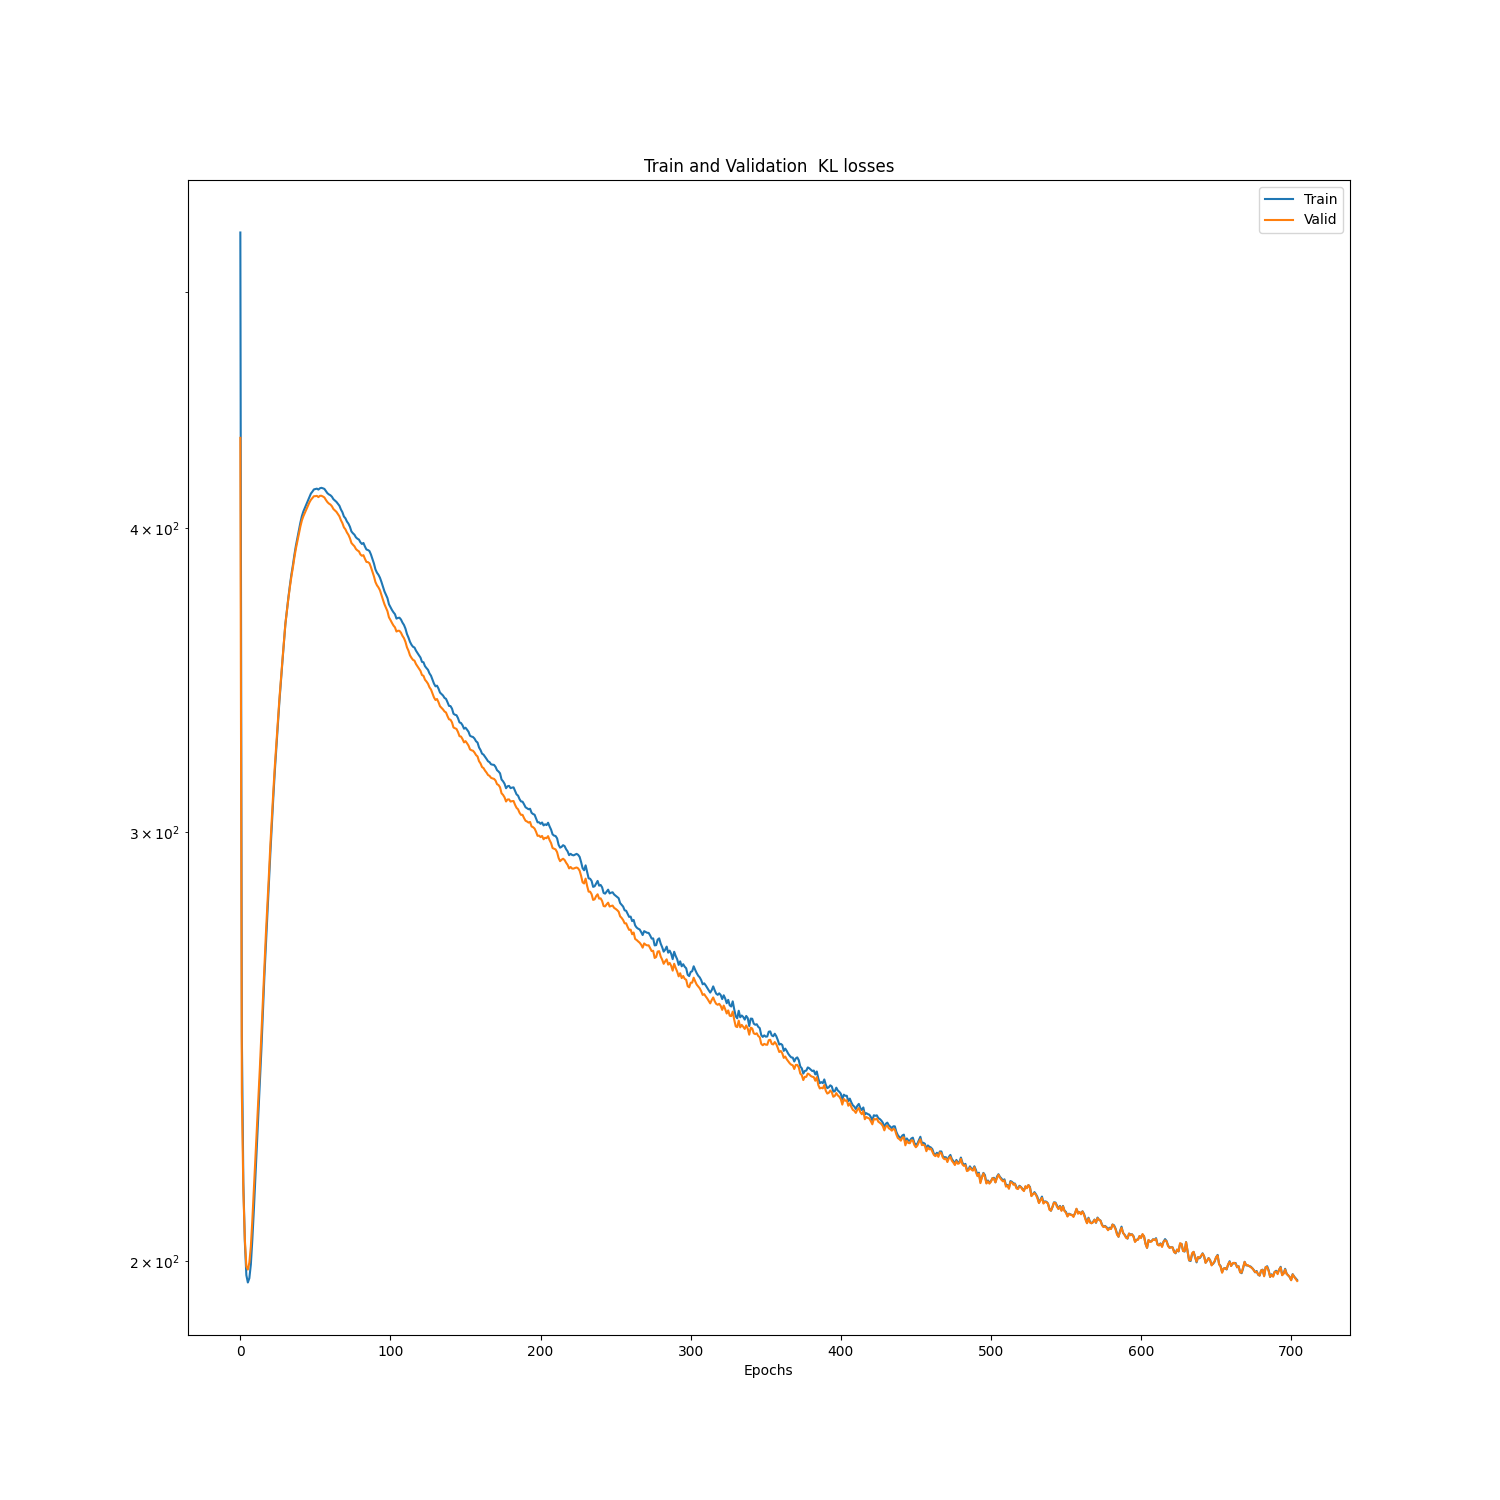 Train and Validation  KL losses
Train
Valid
4 × 10²
3 × 10²
2 × 10²
0 100 200 300 400 500 600 700
Epochs